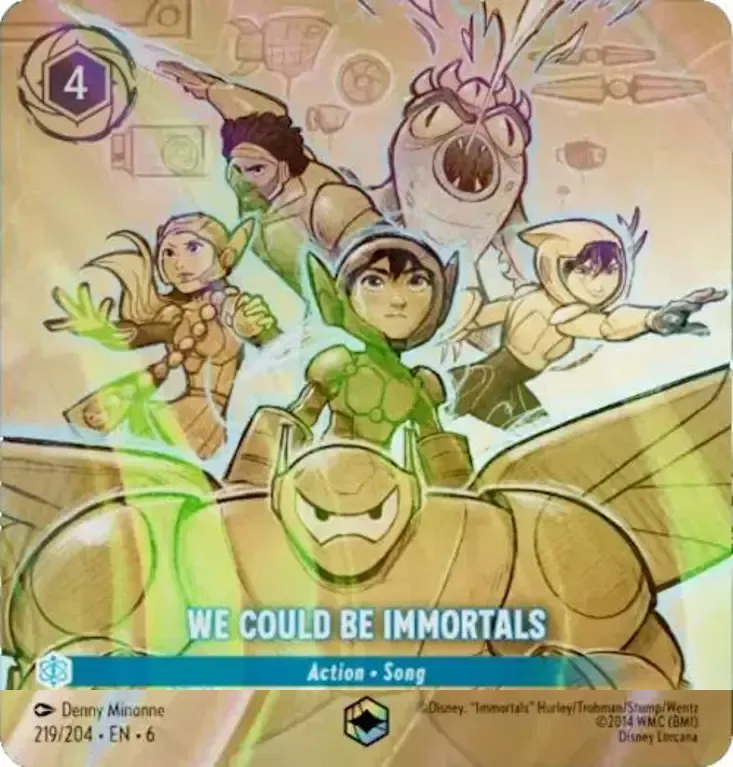 4
WE COULD BE IMMORTALS
Action • Song
Denny Minonne
219/204 • EN • 6
Disney. "Immortals" Hurley/Trohman/Stump/Wentz
©2014 WMC (BMI)
Disney Lorcana